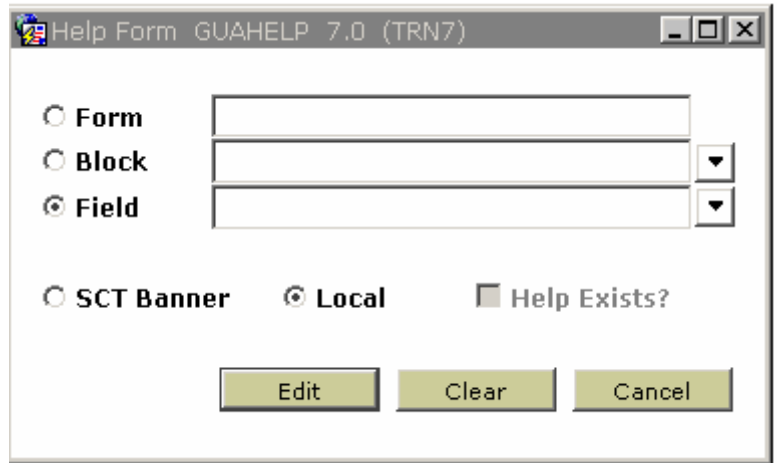 Help Form GUAHELP 7.0 (TRN7)
Form
Block
Field
SCT Banner Local Help Exists?
Edit Clear Cancel